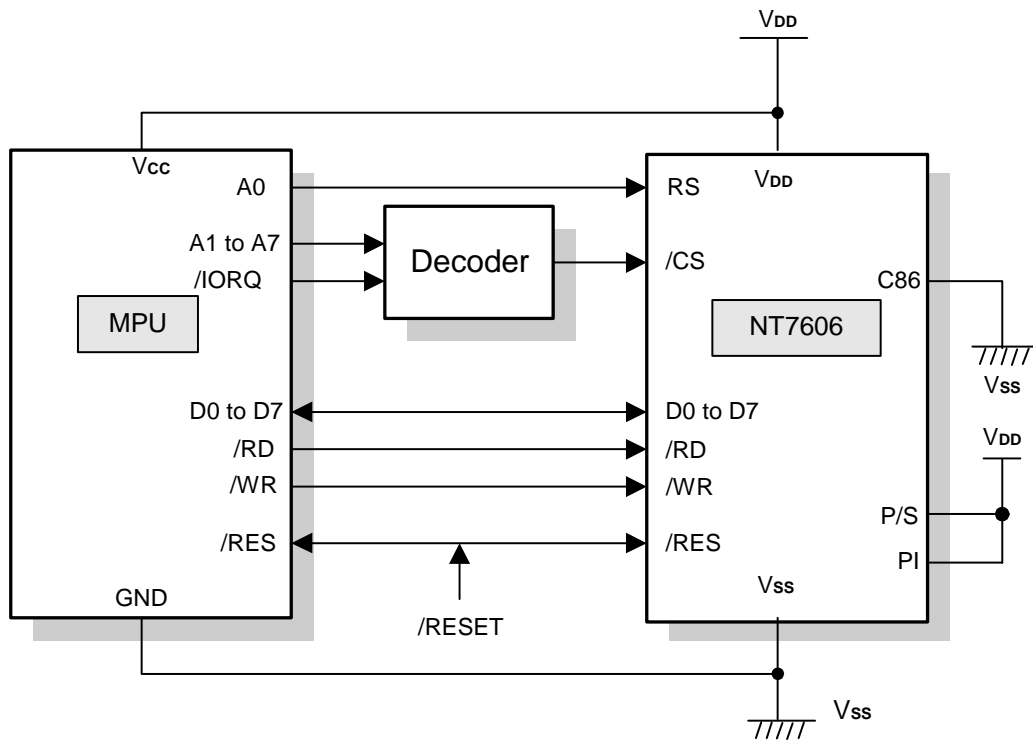 VDD
Vcc
VDD
A0
RS
A1 to A7
Decoder
/CS
/IORQ
C86
MPU
NT7606
Vss
D0 to D7
D0 to D7
VDD
/RD
/RD
/WR
/WR
P/S
/RES
/RES
PI
Vss
GND
/RESET
Vss